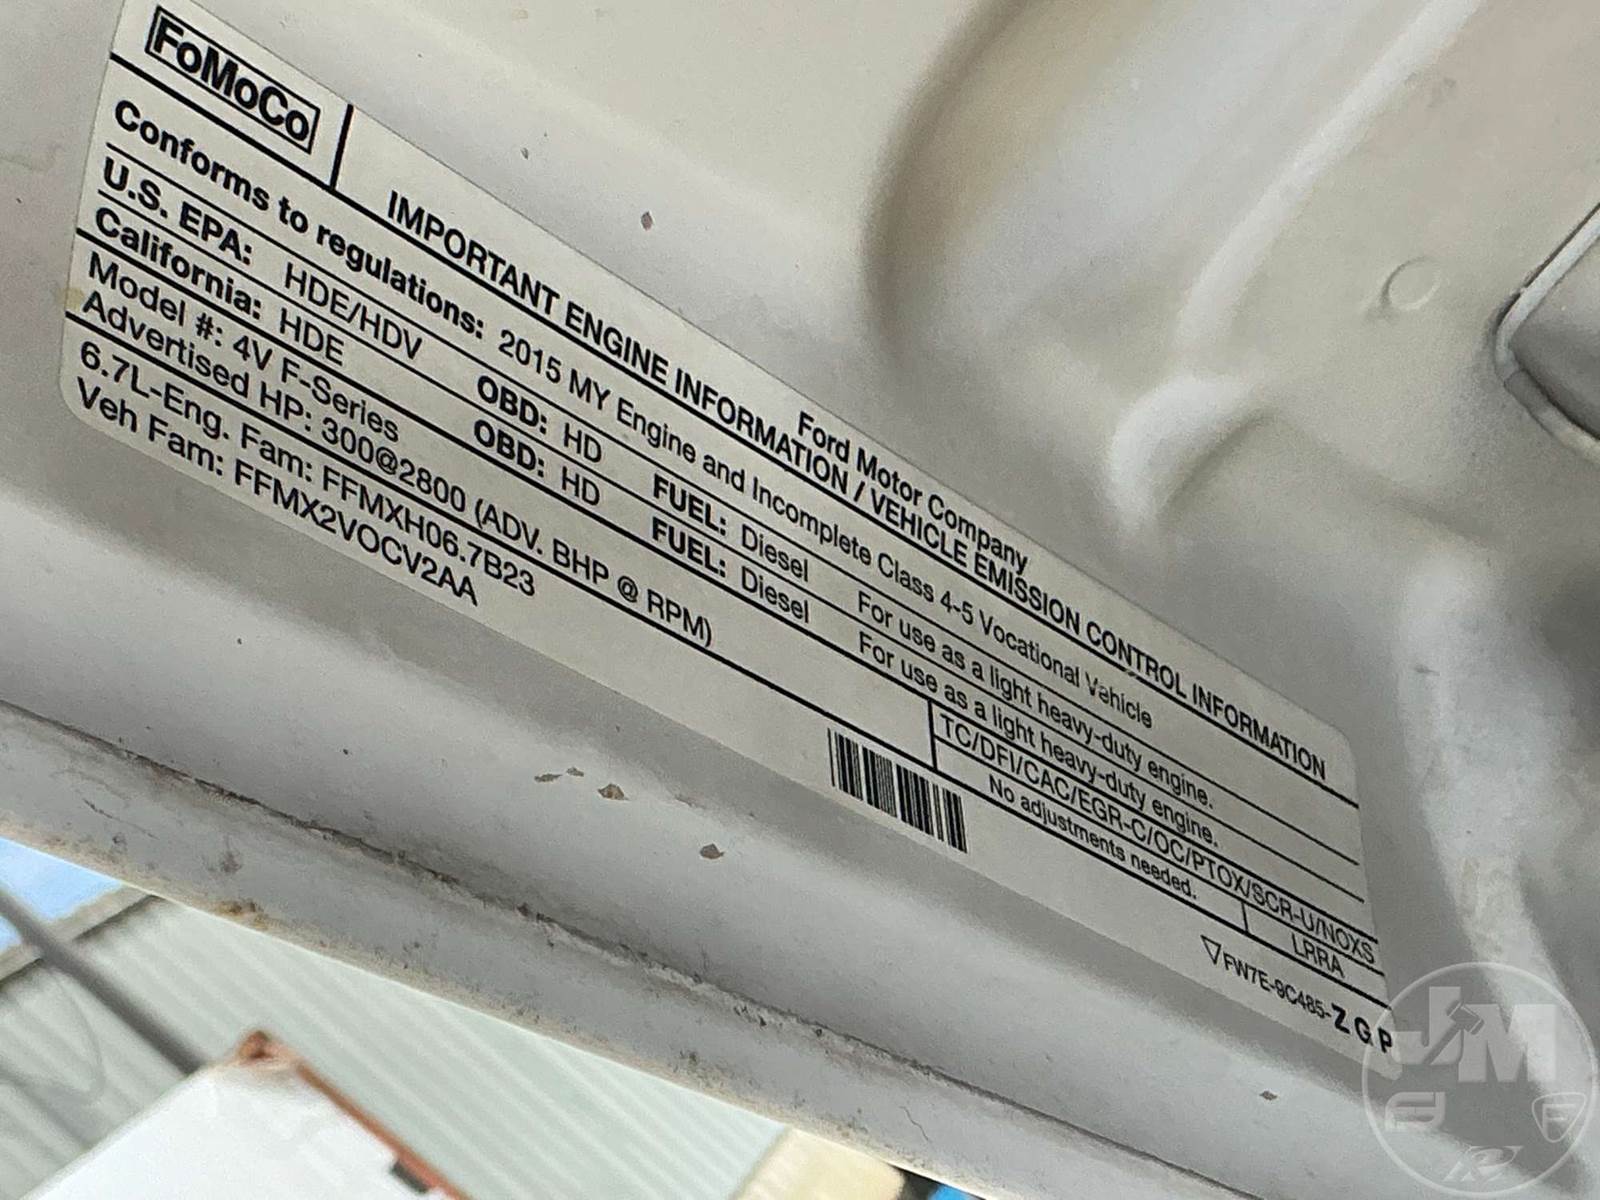 FoMoCo
Ford Motor Company
IMPORTANT ENGINE INFORMATION / VEHICLE EMISSION CONTROL INFORMATION
Conforms to regulations: 2015 MY Engine and Incomplete Class 4-5 Vocational Vehicle
U.S. EPA: HDE/HDV OBD: HD FUEL: Diesel For use as a light heavy-duty engine.
California: HDE OBD: HD FUEL: Diesel For use as a light heavy-duty engine.
Model #: 4V F-Series TC/DFI/CAC/EGR-C/OC/PTOX/SCR-U/NOXS
Advertised HP: 300@2800 (ADV. BHP @ RPM) No adjustments needed. LRRA
6.7L-Eng. Fam: FFMXH06.7B23
Veh Fam: FFMX2VOCV2AA
FW7E-9C485-ZGP
JM